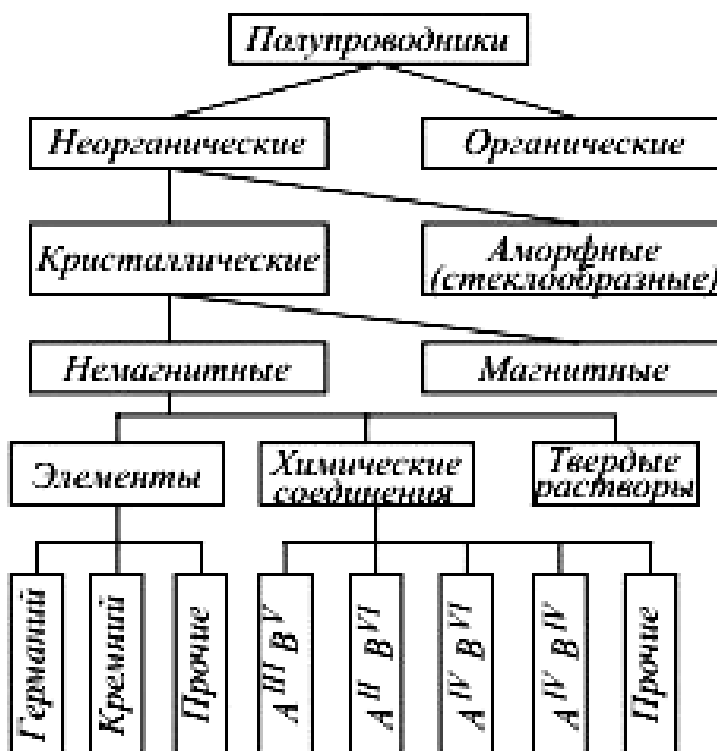 Полупроводники
Неорганические
Органические
Кристаллические
Аморфные
(стеклообразные)
Немагнитные
Магнитные
Элементы
Химические
соединения
Твердые
растворы
Германий
Кремний
Прочие
A^III B^V
A^II B^VI
A^IV B^VI
A^IV B^IV
Прочие